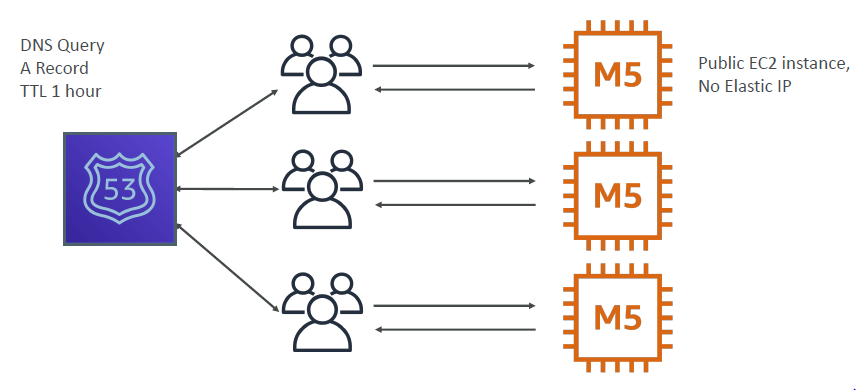 DNS Query
A Record
TTL 1 hour
53
M5
Public EC2 instance,
No Elastic IP
M5
M5